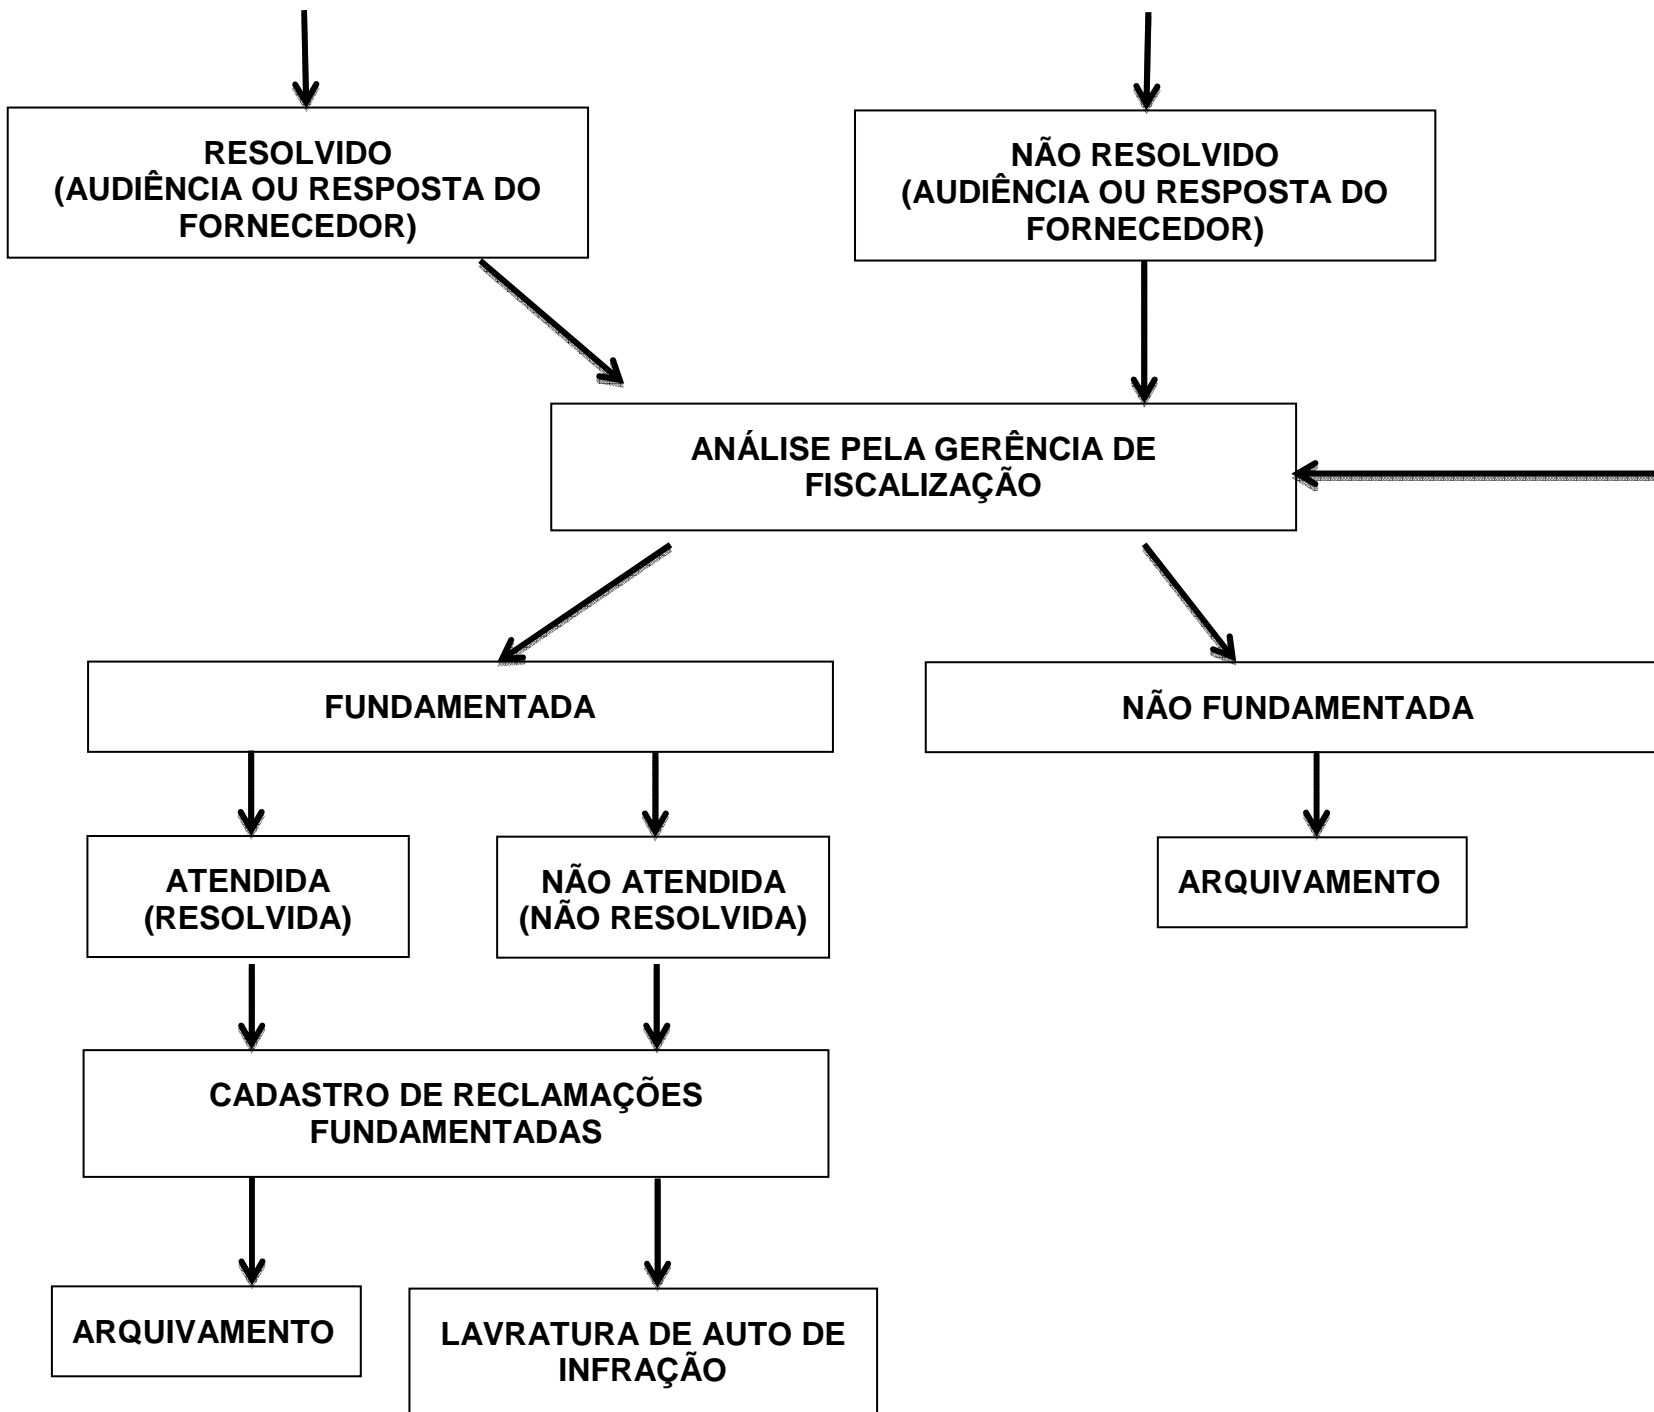 RESOLVIDO
(AUDIÊNCIA OU RESPOSTA DO
FORNECEDOR)
NÃO RESOLVIDO
(AUDIÊNCIA OU RESPOSTA DO
FORNECEDOR)
ANÁLISE PELA GERÊNCIA DE
FISCALIZAÇÃO
FUNDAMENTADA
NÃO FUNDAMENTADA
ATENDIDA
(RESOLVIDA)
NÃO ATENDIDA
(NÃO RESOLVIDA)
ARQUIVAMENTO
CADASTRO DE RECLAMAÇÕES
FUNDAMENTADAS
ARQUIVAMENTO
LAVRATURA DE AUTO DE
INFRAÇÃO